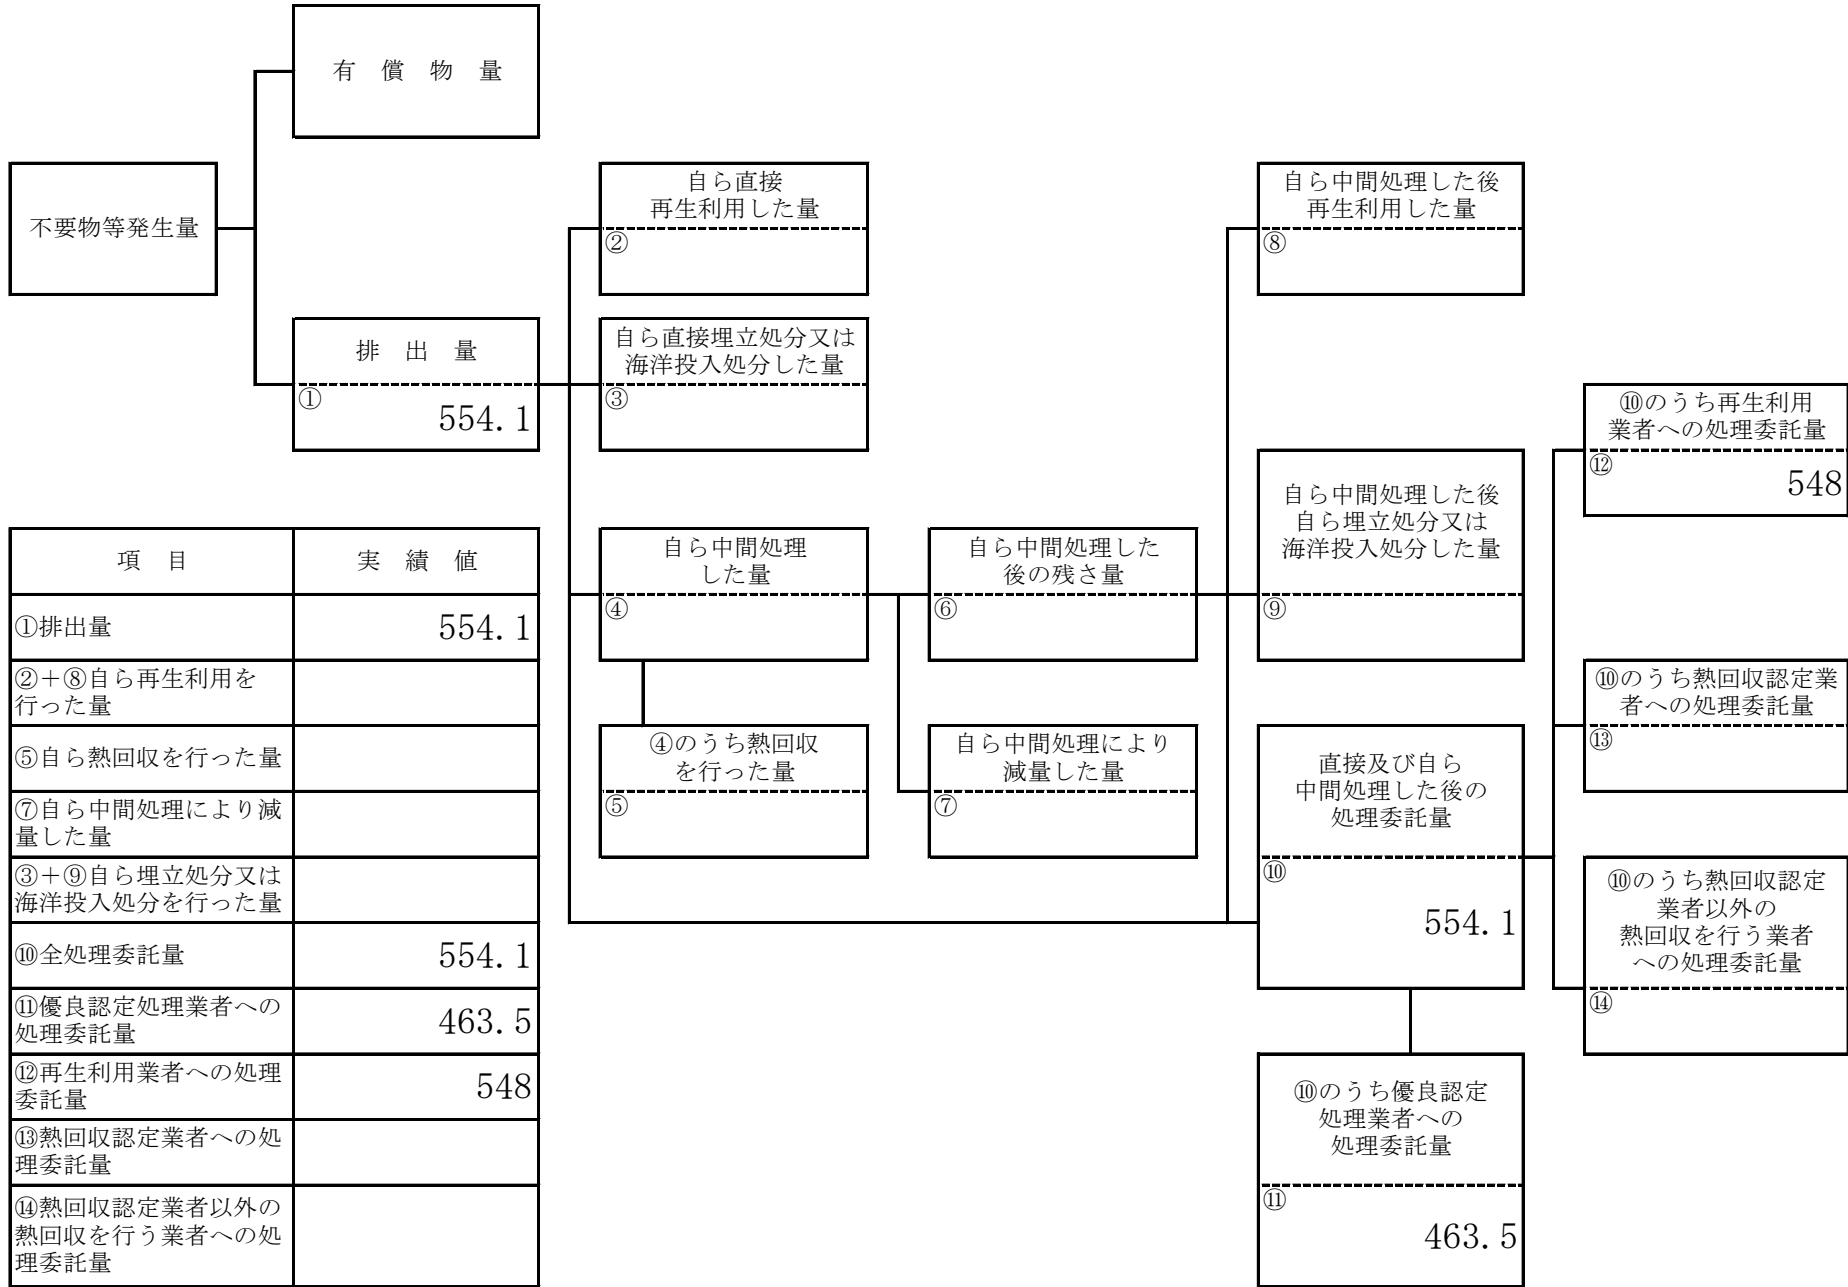 有 償 物 量
不要物等発生量
排 出 量
①
554.1
自ら直接
再生利用した量
②
自ら直接埋立処分又は
海洋投入処分した量
③
自ら中間処理
した量
④
④のうち熱回収
を行った量
⑤
自ら中間処理した
後の残さ量
⑥
自ら中間処理により
減量した量
⑦
自ら中間処理した後
再生利用した量
⑧
自ら中間処理した後
自ら埋立処分又は
海洋投入処分した量
⑨
直接及び自ら
中間処理した後の
処理委託量
⑩
554.1
⑩のうち優良認定
処理業者への
処理委託量
⑪
463.5
⑩のうち再生利用
業者への処理委託量
⑫
548
⑩のうち熱回収認定業
者への処理委託量
⑬
⑩のうち熱回収認定
業者以外の
熱回収を行う業者
への処理委託量
⑭
項 目 実 績 値
①排出量 554.1
②+⑧自ら再生利用を
行った量
⑤自ら熱回収を行った量
⑦自ら中間処理により減
量した量
③+⑨自ら埋立処分又は
海洋投入処分を行った量
⑩全処理委託量 554.1
⑪優良認定処理業者への
処理委託量 463.5
⑫再生利用業者への処理
委託量 548
⑬熱回収認定業者への処
理委託量
⑭熱回収認定業者以外の
熱回収を行う業者への処
理委託量